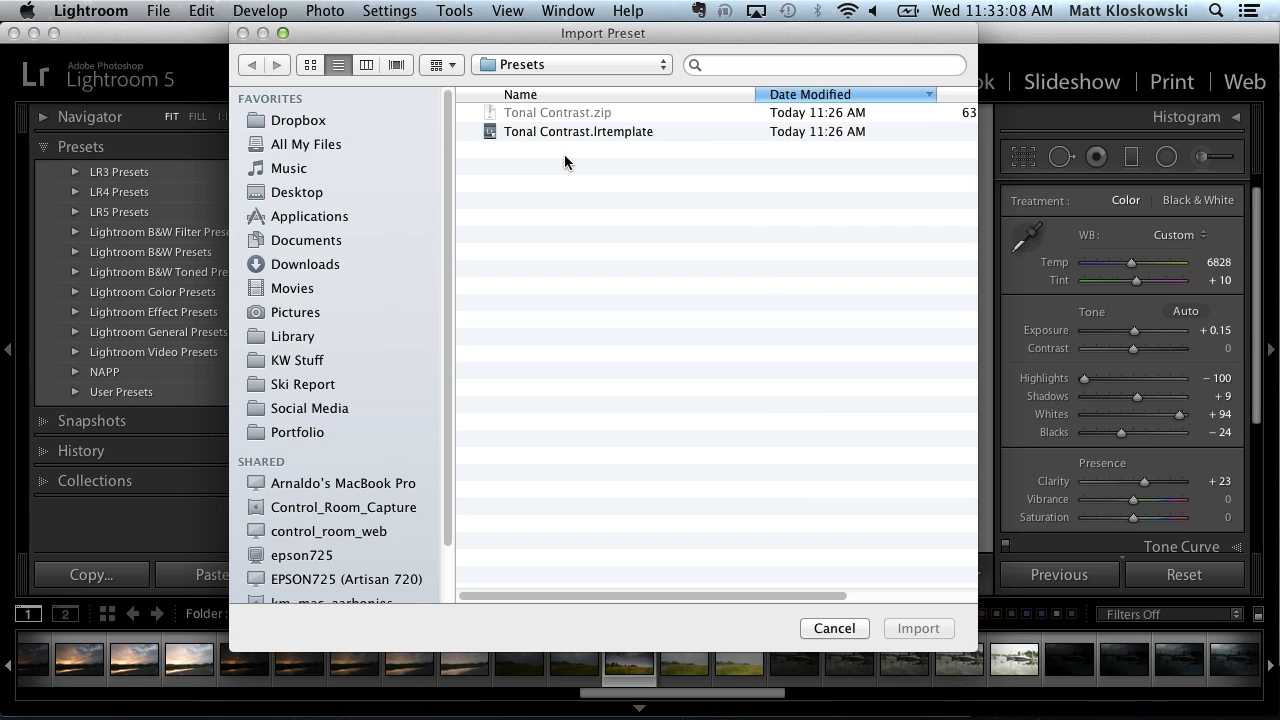 Lightroom File Edit Develop Photo Settings Tools View Window Help Wed 11:33:08 AM Matt Kloskowski
Import Preset
Lr Adobe Photoshop Lightroom 5
Presets
Slideshow | Print | Web
Navigator FIT FILL
Presets
LR3 Presets
LR4 Presets
LR5 Presets
Lightroom B&W Filter Prese
Lightroom B&W Presets
Lightroom B&W Toned Pre
Lightroom Color Presets
Lightroom Effect Presets
Lightroom General Presets
Lightroom Video Presets
NAPP
User Presets
Snapshots
History
Collections
Copy... Paste
FAVORITES
Dropbox
All My Files
Music
Desktop
Applications
Documents
Downloads
Movies
Pictures
Library
KW Stuff
Ski Report
Social Media
Portfolio
SHARED
Arnaldo's MacBook Pro
Control_Room_Capture
control_room_web
epson725
EPSON725 (Artisan 720)
Name Date Modified
Tonal Contrast.zip Today 11:26 AM 63
Tonal Contrast.lrtemplate Today 11:26 AM
Cancel Import
Histogram
Treatment : Color | Black & White
WB: Custom
Temp 6828
Tint + 10
Tone Auto
Exposure + 0.15
Contrast 0
Highlights − 100
Shadows + 9
Whites + 94
Blacks − 24
Presence
Clarity + 23
Vibrance 0
Saturation 0
Tone Curve
Previous Reset
1 2 Folder: Filters Off